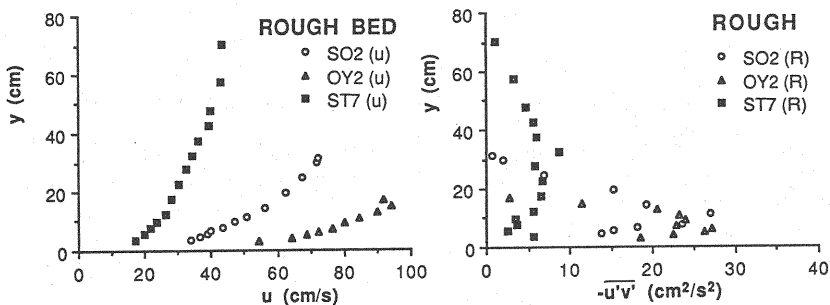 ROUGH BED
SO2 (u)
OY2 (u)
ST7 (u)
y (cm)
80
60
40
20
0
0 20 40 60 80 100
u (cm/s)
ROUGH
SO2 (R)
OY2 (R)
ST7 (R)
y (cm)
80
60
40
20
0
0 10 20 30 40
-u'v' (cm²/s²)